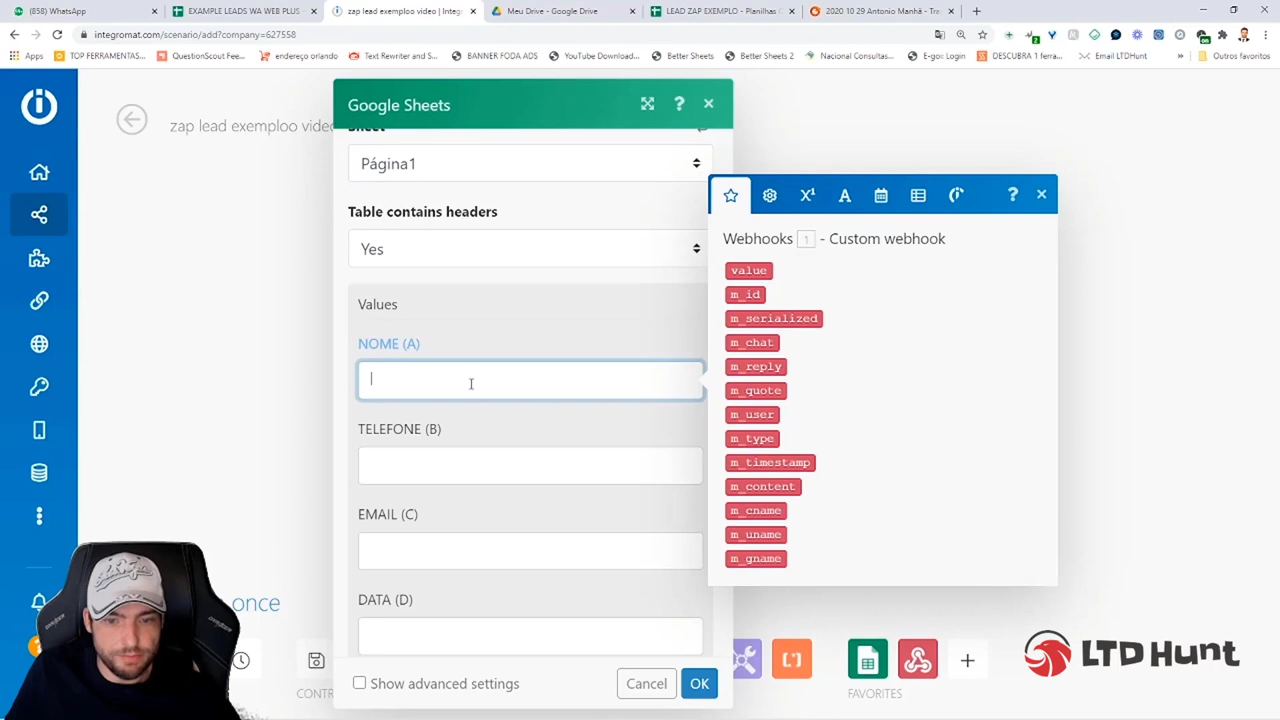 (858) WhatsApp
EXAMPLE LEADS WA WEB PLUS -
zap lead exemploo video | Integr
Meu Drive - Google Drive
LEAD ZAP EXEMPLO - Planilhas
2020 10 29 Antonio Manhã - Tra
integromat.com/scenario/add?company=627558
Apps
TOP FERRAMENTAS...
QuestionScout Fee...
endereço orlando
Text Rewriter and S...
BANNER FODA ADS
YouTube Download...
Better Sheets
Better Sheets 2
Nacional Consultas...
E-goi: Login
DESCUBRA 1 ferra...
Email LTDHunt
Outros favoritos
zap lead exemploo video
Google Sheets
Sheet
Página1
Table contains headers
Yes
Values
NOME (A)
TELEFONE (B)
EMAIL (C)
DATA (D)
Show advanced settings
Cancel
OK
Webhooks 1 - Custom webhook
value
m_id
m_serialized
m_chat
m_reply
m_quote
m_user
m_type
m_timestamp
m_content
m_cname
m_uname
m_gname
once
CONTR
FAVORITES
LTD Hunt